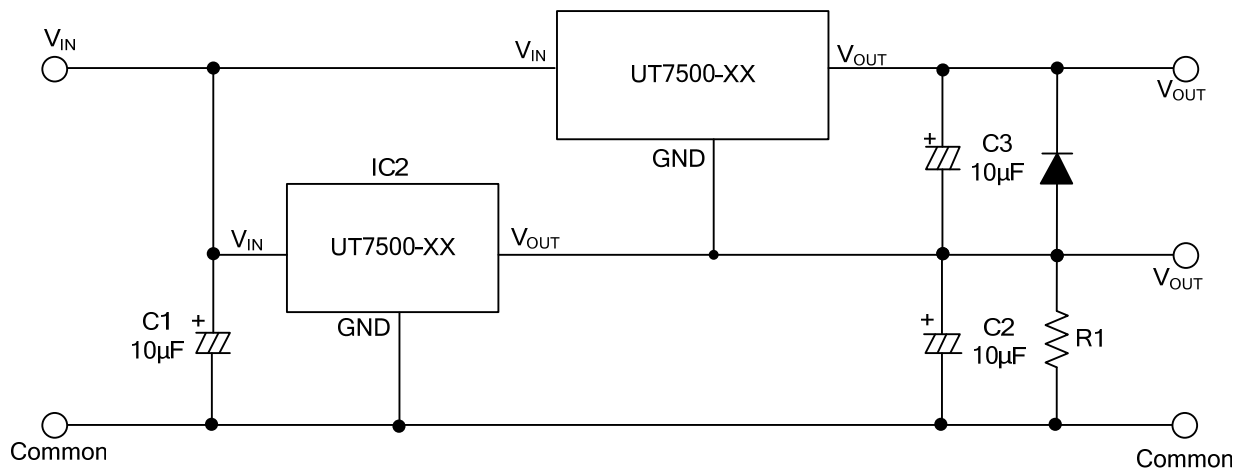 VIN
VIN
UT7500-XX
VOUT
VOUT
GND
C3
+
10µF
IC2
VIN
UT7500-XX
VOUT
VOUT
GND
C1
+
10µF
C2
+
10µF
R1
Common
Common